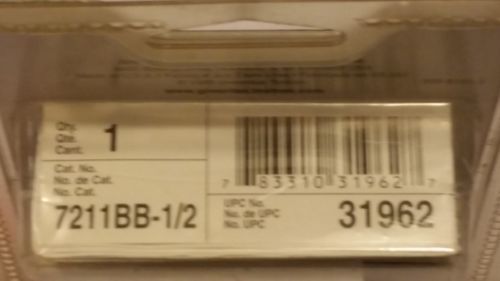 Qty.
Qte.
Cant.
1
7 83310 31962 7
Cat. No.
No. de Cat.
No. Cat.
7211BB-1/2
UPC No.
No. de UPC
No. UPC
31962